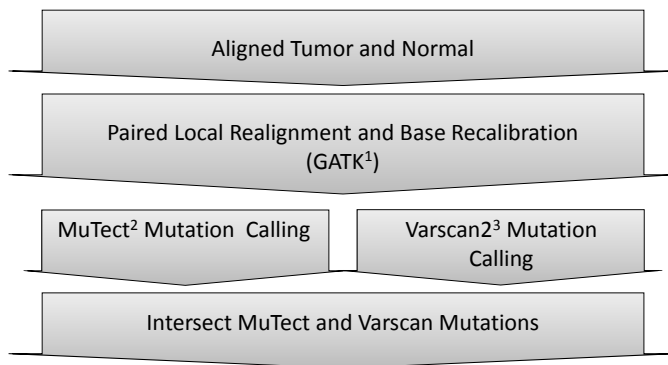 Aligned Tumor and Normal
Paired Local Realignment and Base Recalibration
(GATK¹)
MuTect² Mutation Calling
Varscan2³ Mutation
Calling
Intersect MuTect and Varscan Mutations